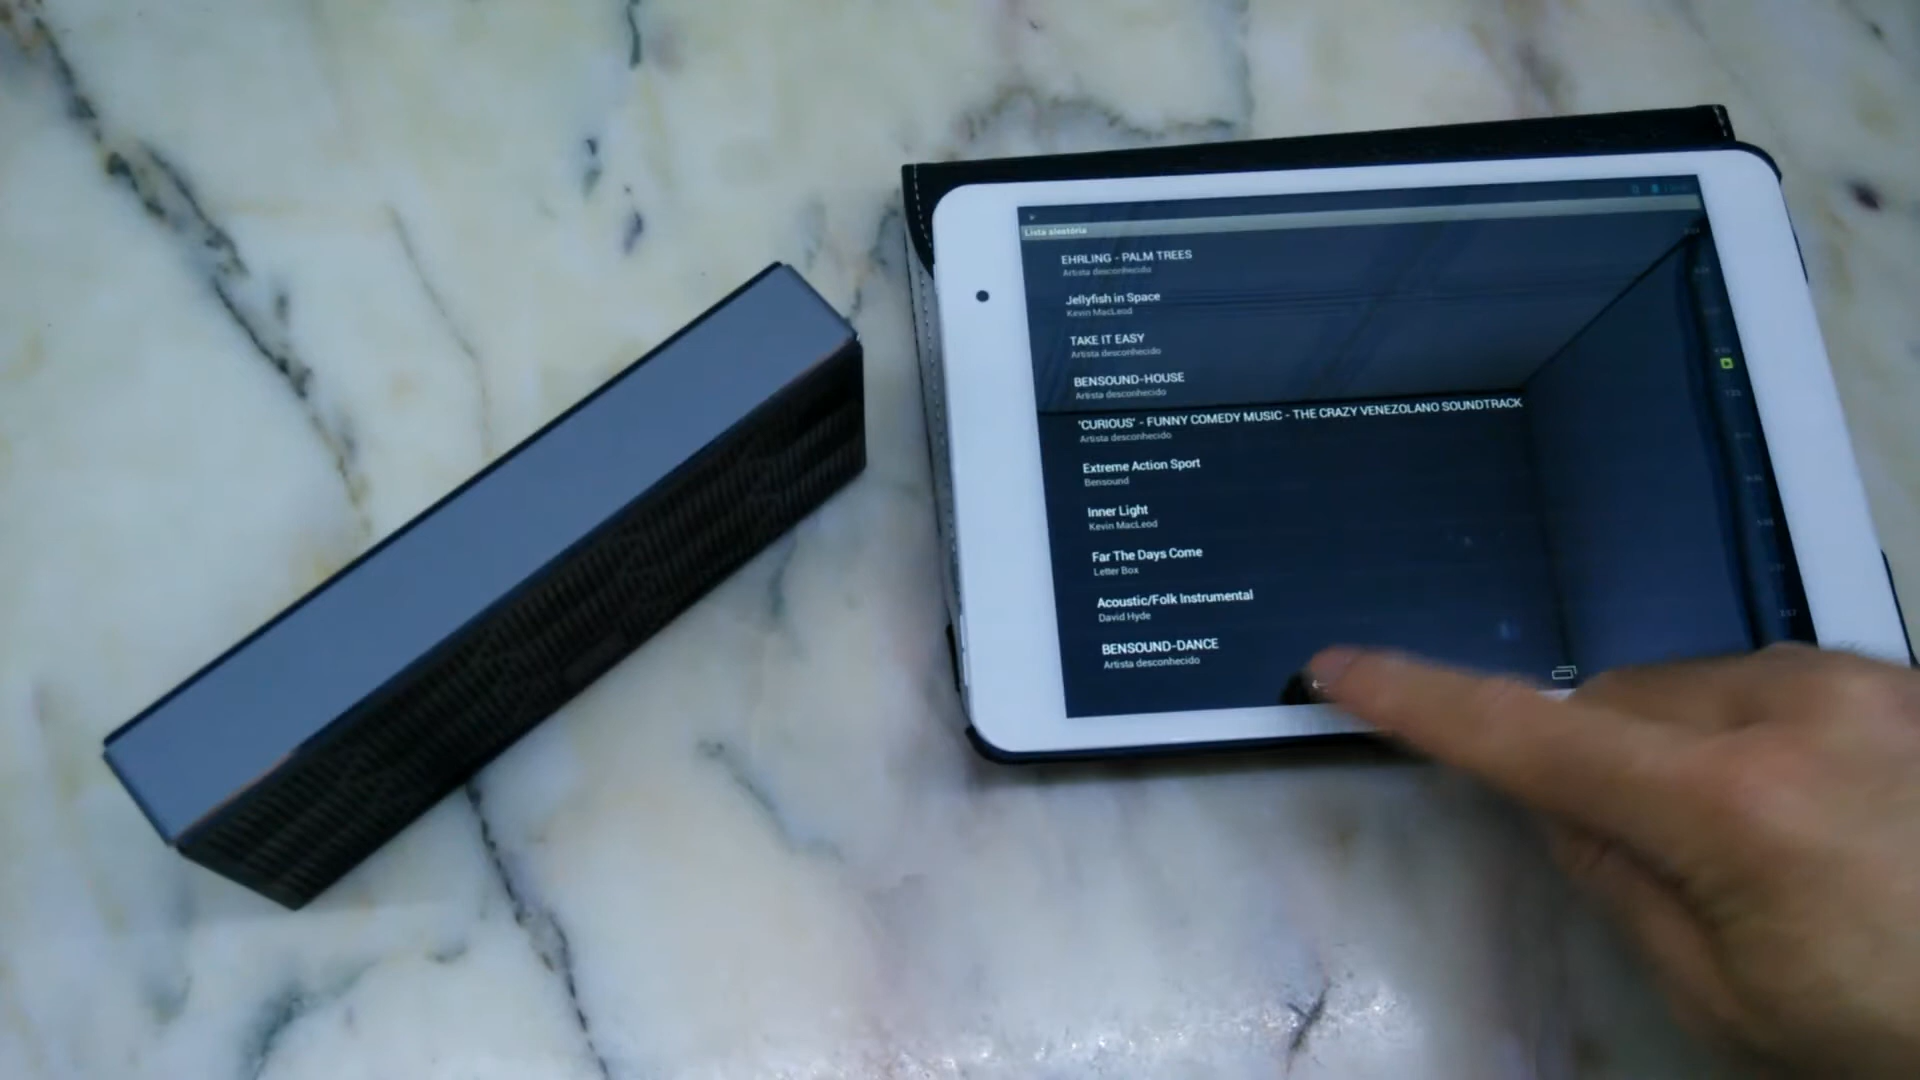 Lista aleatória
EHRLING - PALM TREES
Artista desconhecido
Jellyfish in Space
Kevin MacLeod
TAKE IT EASY
Artista desconhecido
BENSOUND-HOUSE
Artista desconhecido
'CURIOUS' - FUNNY COMEDY MUSIC - THE CRAZY VENEZOLANO SOUNDTRACK
Artista desconhecido
Extreme Action Sport
Bensound
Inner Light
Kevin MacLeod
Far The Days Come
Letter Box
Acoustic/Folk Instrumental
David Hyde
BENSOUND-DANCE
Artista desconhecido